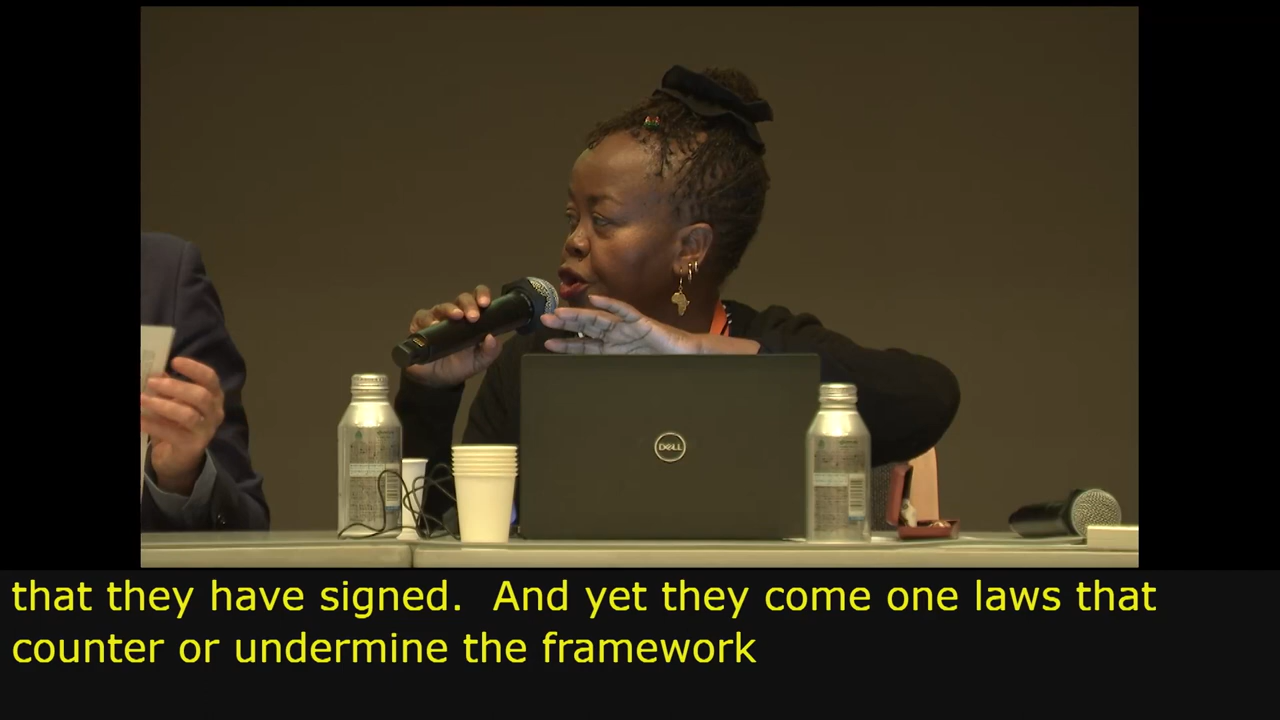 DELL
that they have signed.  And yet they come one laws that
counter or undermine the framework